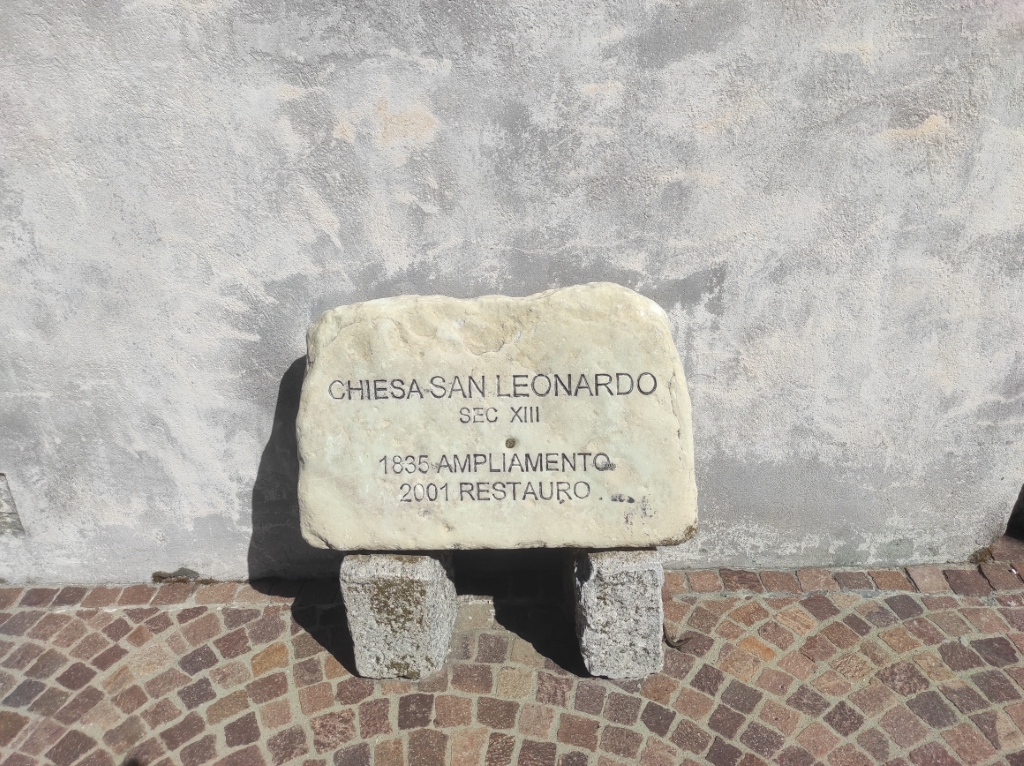 CHIESA SAN LEONARDO
SEC XIII
1835 AMPLIAMENTO
2001 RESTAURO